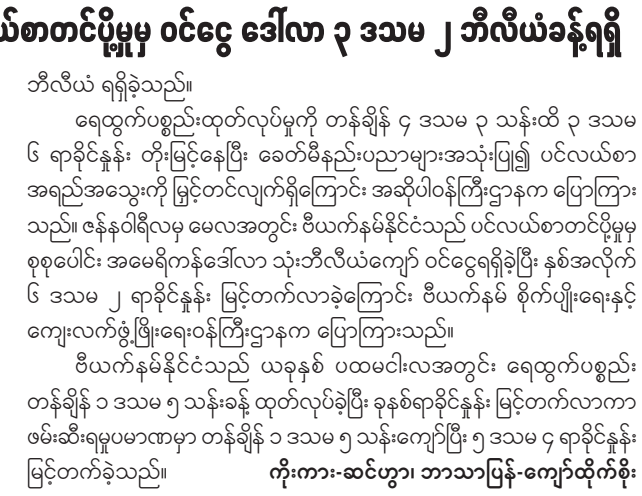 ယ်စာတင်ပို့မှုမှ ဝင်ငွေ ဒေါ်လာ ၃ ဒသမ ၂ ဘီလီယံခန့်ရရှိ
ဘီလီယံ ရရှိခဲ့သည်။
ရေထွက်ပစ္စည်းထုတ်လုပ်မှုကို တန်ချိန် ၄ ဒသမ ၃ သန်းထိ ၃ ဒသမ
၆ ရာခိုင်နှုန်း တိုးမြင့်နေပြီး ခေတ်မီနည်းပညာများအသုံးပြု၍ ပင်လယ်စာ
အရည်အသွေးကို မြှင့်တင်လျက်ရှိကြောင်း အဆိုပါဝန်ကြီးဌာနက ပြောကြား
သည်။ ဇန်နဝါရီလမှ မေလအတွင်း ဗီယက်နမ်နိုင်ငံသည် ပင်လယ်စာတင်ပို့မှုမှ
စုစုပေါင်း အမေရိကန်ဒေါ်လာ သုံးဘီလီယံကျော် ဝင်ငွေရရှိခဲ့ပြီး နှစ်အလိုက်
၆ ဒသမ ၂ ရာခိုင်နှုန်း မြင့်တက်လာခဲ့ကြောင်း ဗီယက်နမ် စိုက်ပျိုးရေးနှင့်
ကျေးလက်ဖွံ့ဖြိုးရေးဝန်ကြီးဌာနက ပြောကြားသည်။
ဗီယက်နမ်နိုင်ငံသည် ယခုနှစ် ပထမငါးလအတွင်း ရေထွက်ပစ္စည်း
တန်ချိန် ၁ ဒသမ ၅ သန်းခန့် ထုတ်လုပ်ခဲ့ပြီး ခုနစ်ရာခိုင်နှုန်း မြင့်တက်လာကာ
ဖမ်းဆီးရမှုပမာဏမှာ တန်ချိန် ၁ ဒသမ ၅ သန်းကျော်ပြီး ၅ ဒသမ ၄ ရာခိုင်နှုန်း
မြင့်တက်ခဲ့သည်။ ကိုးကား-ဆင်ဟွာ၊ ဘာသာပြန်-ကျော်ထိုက်စိုး